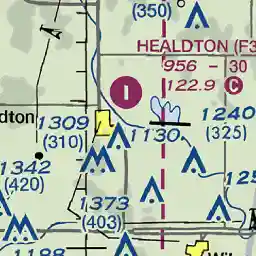 (350)
HEALDTON (F3
956 - 30
122.9 C
I
dton
1309
(310)
1240
(325)
1130
1342
(420)
125
1373
(403)
1188
Wil